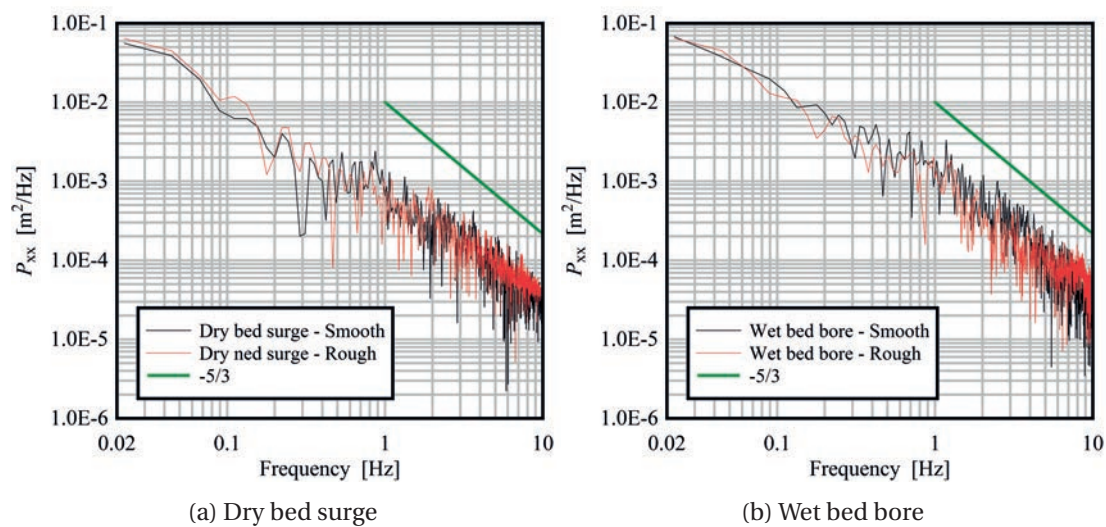 1.0E-1
1.0E-2
1.0E-3
1.0E-4
1.0E-5
1.0E-6
P_xx [m²/Hz]
Dry bed surge - Smooth
Dry ned surge - Rough
-5/3
0.02 0.1 1 10
Frequency [Hz]
(a) Dry bed surge
1.0E-1
1.0E-2
1.0E-3
1.0E-4
1.0E-5
1.0E-6
P_xx [m²/Hz]
Wet bed bore - Smooth
Wet bed bore - Rough
-5/3
0.02 0.1 1 10
Frequency [Hz]
(b) Wet bed bore